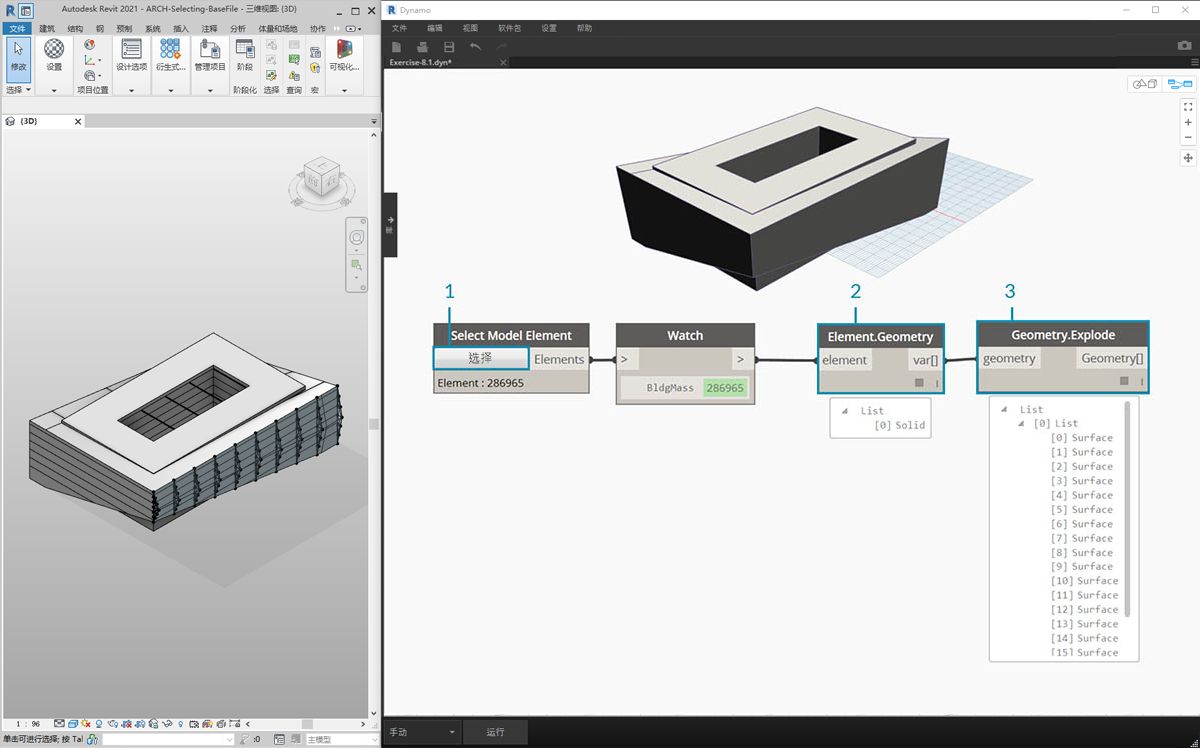 Autodesk Revit 2021 - ARCH-Selecting-BaseFile - 三维视图: {3D}
文件 建筑 结构 钢 预制 系统 插入 注释 分析 体量和场地 协作
修改 设置 设计选项 衍生式... 管理项目 阶段 可视化...
选择 项目位置 阶段化 选择 查询 宏
{3D}
1 : 96
单击可进行选择; 按 Tal :0 主模型
Dynamo
文件 编辑 视图 软件包 设置 帮助
Exercise-8.1.dyn*
1
2
3
Select Model Element
选择 Elements
Element : 286965
Watch
> >
BldgMass 286965
Element.Geometry
element var[]
List
[0] Solid
Geometry.Explode
geometry Geometry[]
List
[0] List
[0] Surface
[1] Surface
[2] Surface
[3] Surface
[4] Surface
[5] Surface
[6] Surface
[7] Surface
[8] Surface
[9] Surface
[10] Surface
[11] Surface
[12] Surface
[13] Surface
[14] Surface
[15] Surface
手动 运行